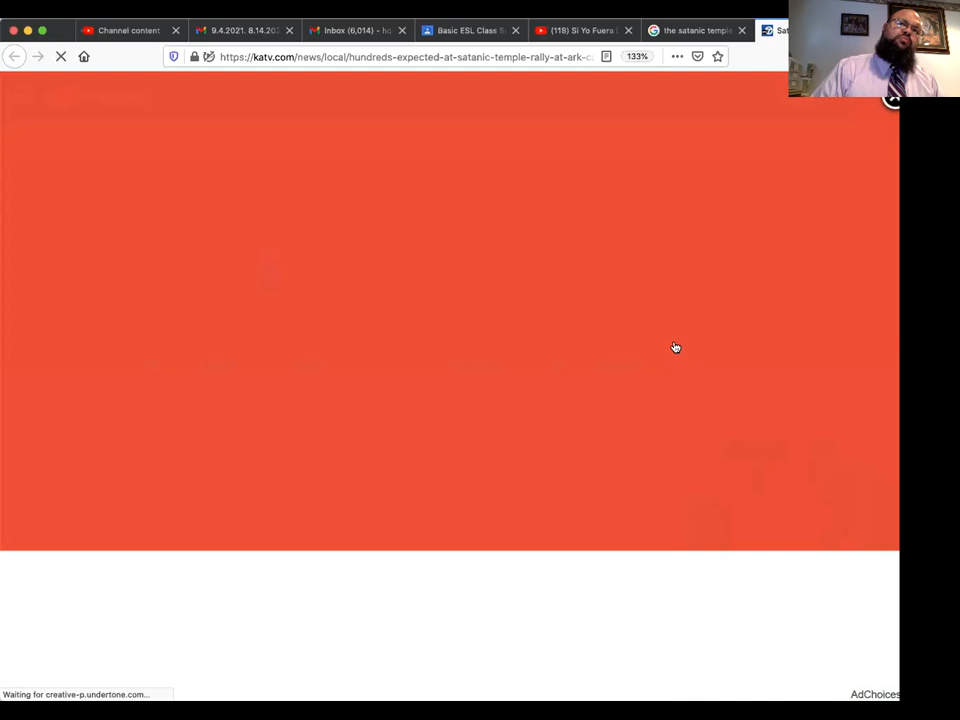 Channel content
9.4.2021. 8.14.202
Inbox (6,014) - hq
Basic ESL Class S
(118) Si Yo Fuera
the satanic temple
Sat
https://katv.com/news/local/hundreds-expected-at-satanic-temple-rally-at-ark-c
133%
Waiting for creative-p.undertone.com...
AdChoices